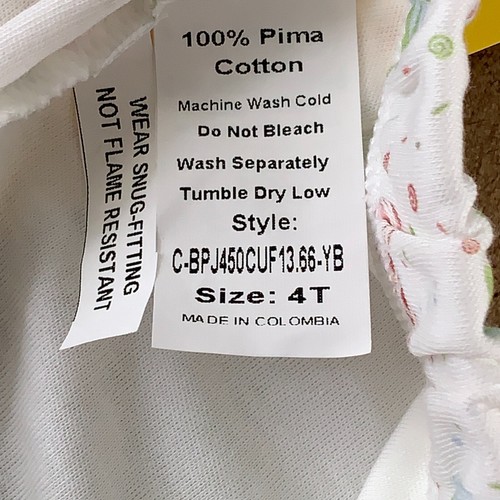 100% Pima
Cotton
Machine Wash Cold
Do Not Bleach
Wash Separately
Tumble Dry Low
Style:
C-BPJ450CUF13.66-YB
Size: 4T
MADE IN COLOMBIA
WEAR SNUG-FITTING
NOT FLAME RESISTANT